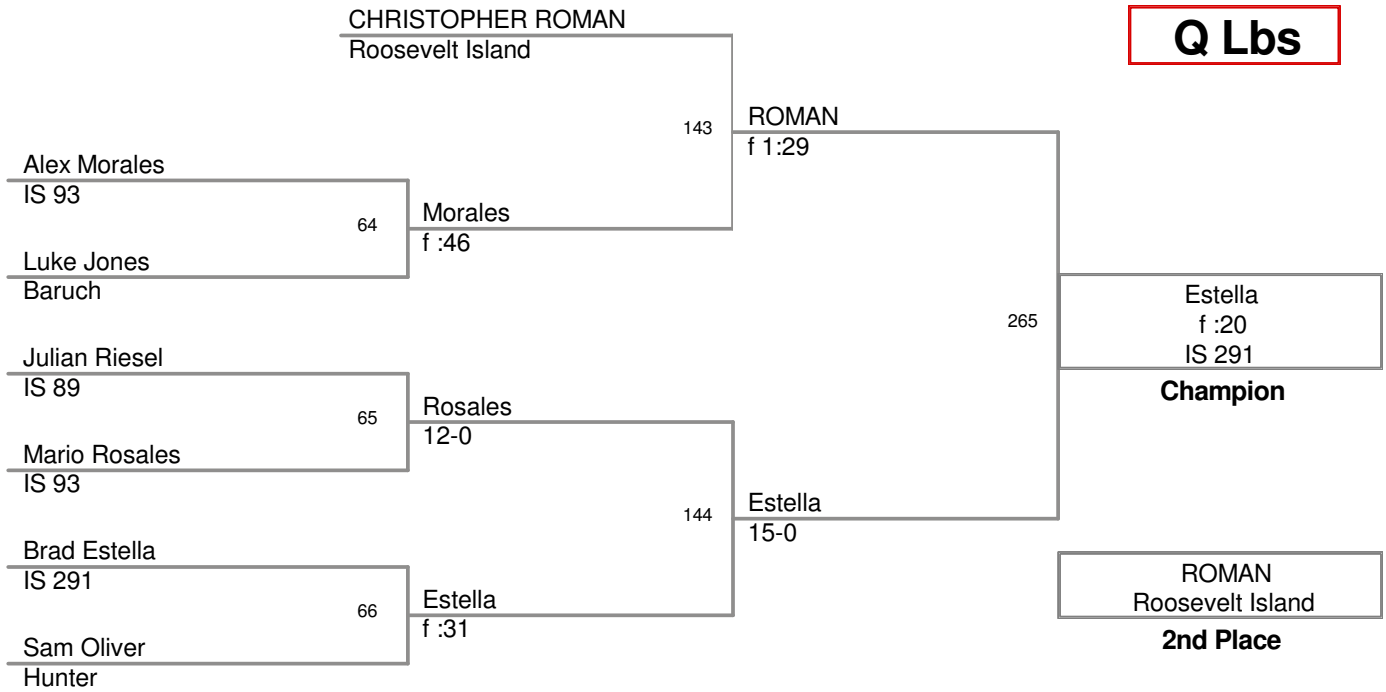 CHRISTOPHER ROMAN
Roosevelt Island
Q Lbs
143
ROMAN
f 1:29
Alex Morales
IS 93
64
Morales
f :46
Luke Jones
Baruch
265
Estella
f :20
IS 291
Champion
Julian Riesel
IS 89
65
Rosales
12-0
Mario Rosales
IS 93
144
Estella
15-0
Brad Estella
IS 291
66
Estella
f :31
Sam Oliver
Hunter
ROMAN
Roosevelt Island
2nd Place